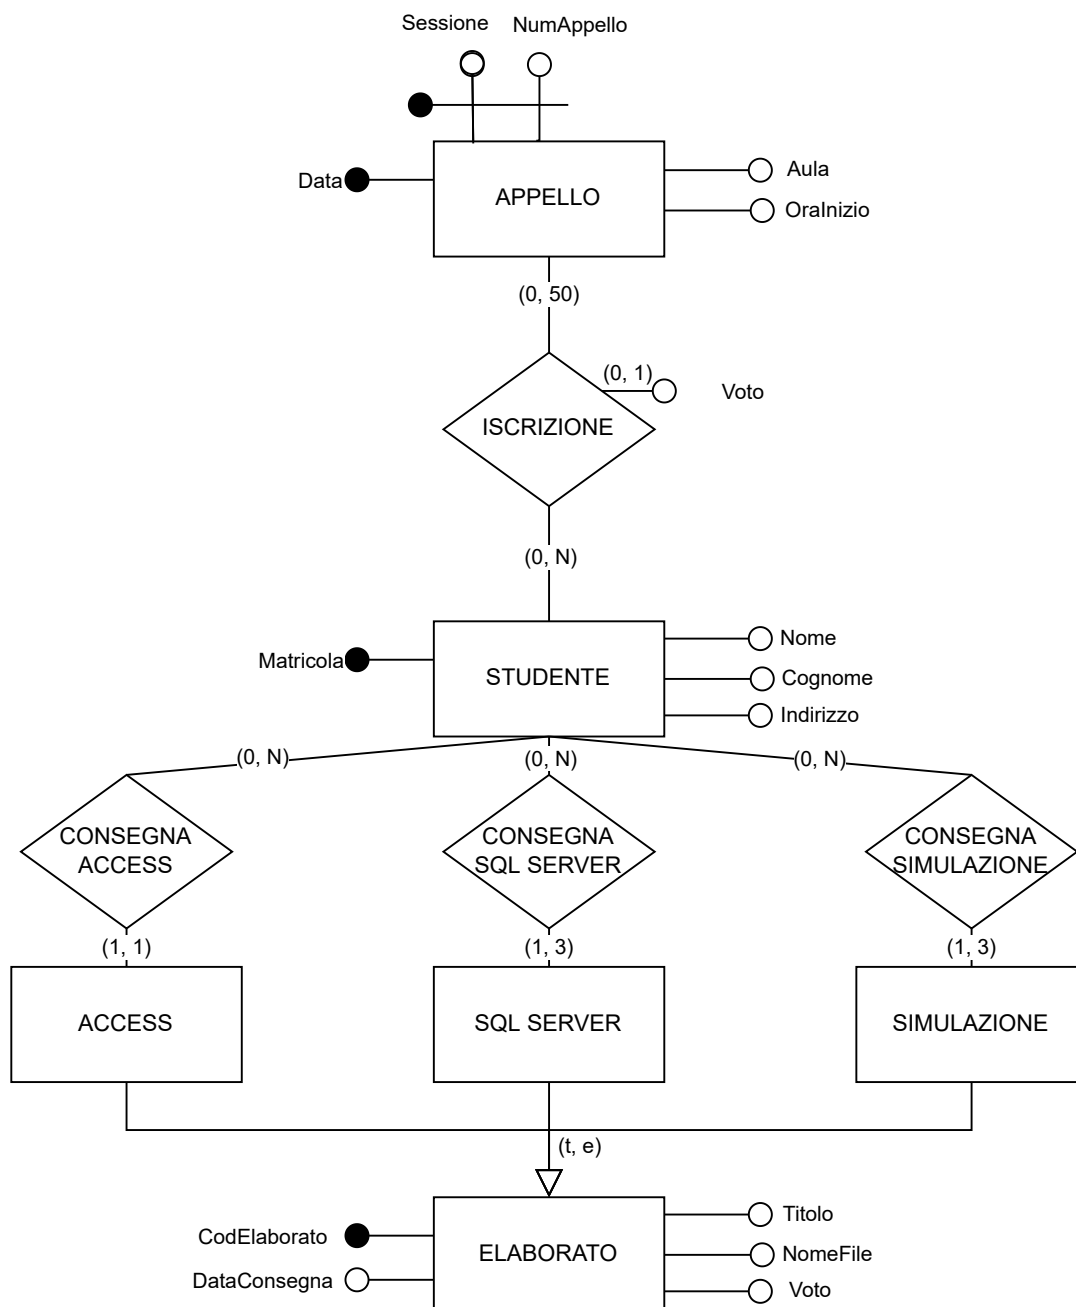 Sessione NumAppello
Data
APPELLO
Aula
OraInizio
(0, 50)
(0, 1)
Voto
ISCRIZIONE
(0, N)
Matricola
STUDENTE
Nome
Cognome
Indirizzo
(0, N) (0, N) (0, N)
CONSEGNA
ACCESS
CONSEGNA
SQL SERVER
CONSEGNA
SIMULAZIONE
(1, 1) (1, 3) (1, 3)
ACCESS
SQL SERVER
SIMULAZIONE
(t, e)
CodElaborato
DataConsegna
ELABORATO
Titolo
NomeFile
Voto